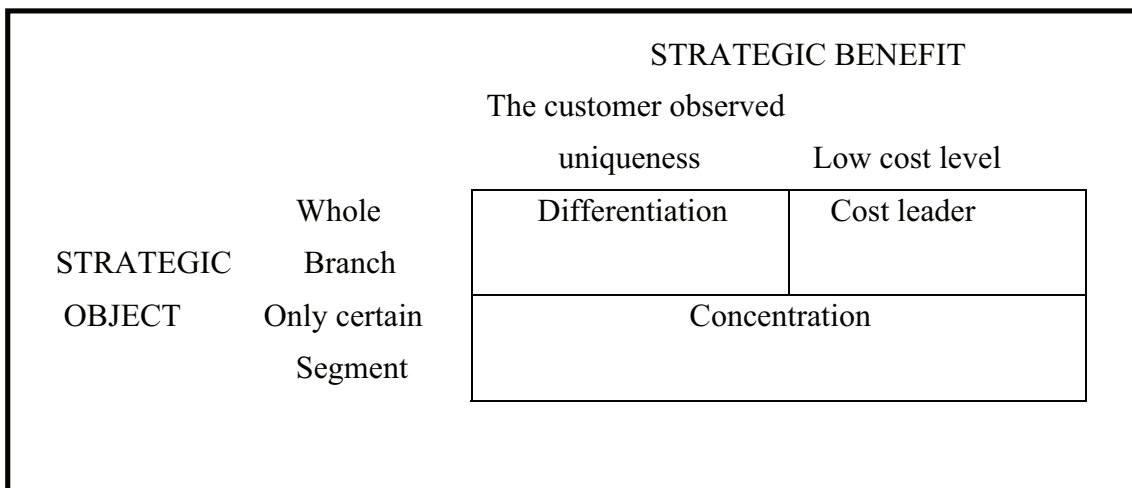 STRATEGIC BENEFIT
The customer observed
uniqueness Low cost level
Whole Differentiation Cost leader
STRATEGIC Branch
OBJECT Only certain Concentration
Segment